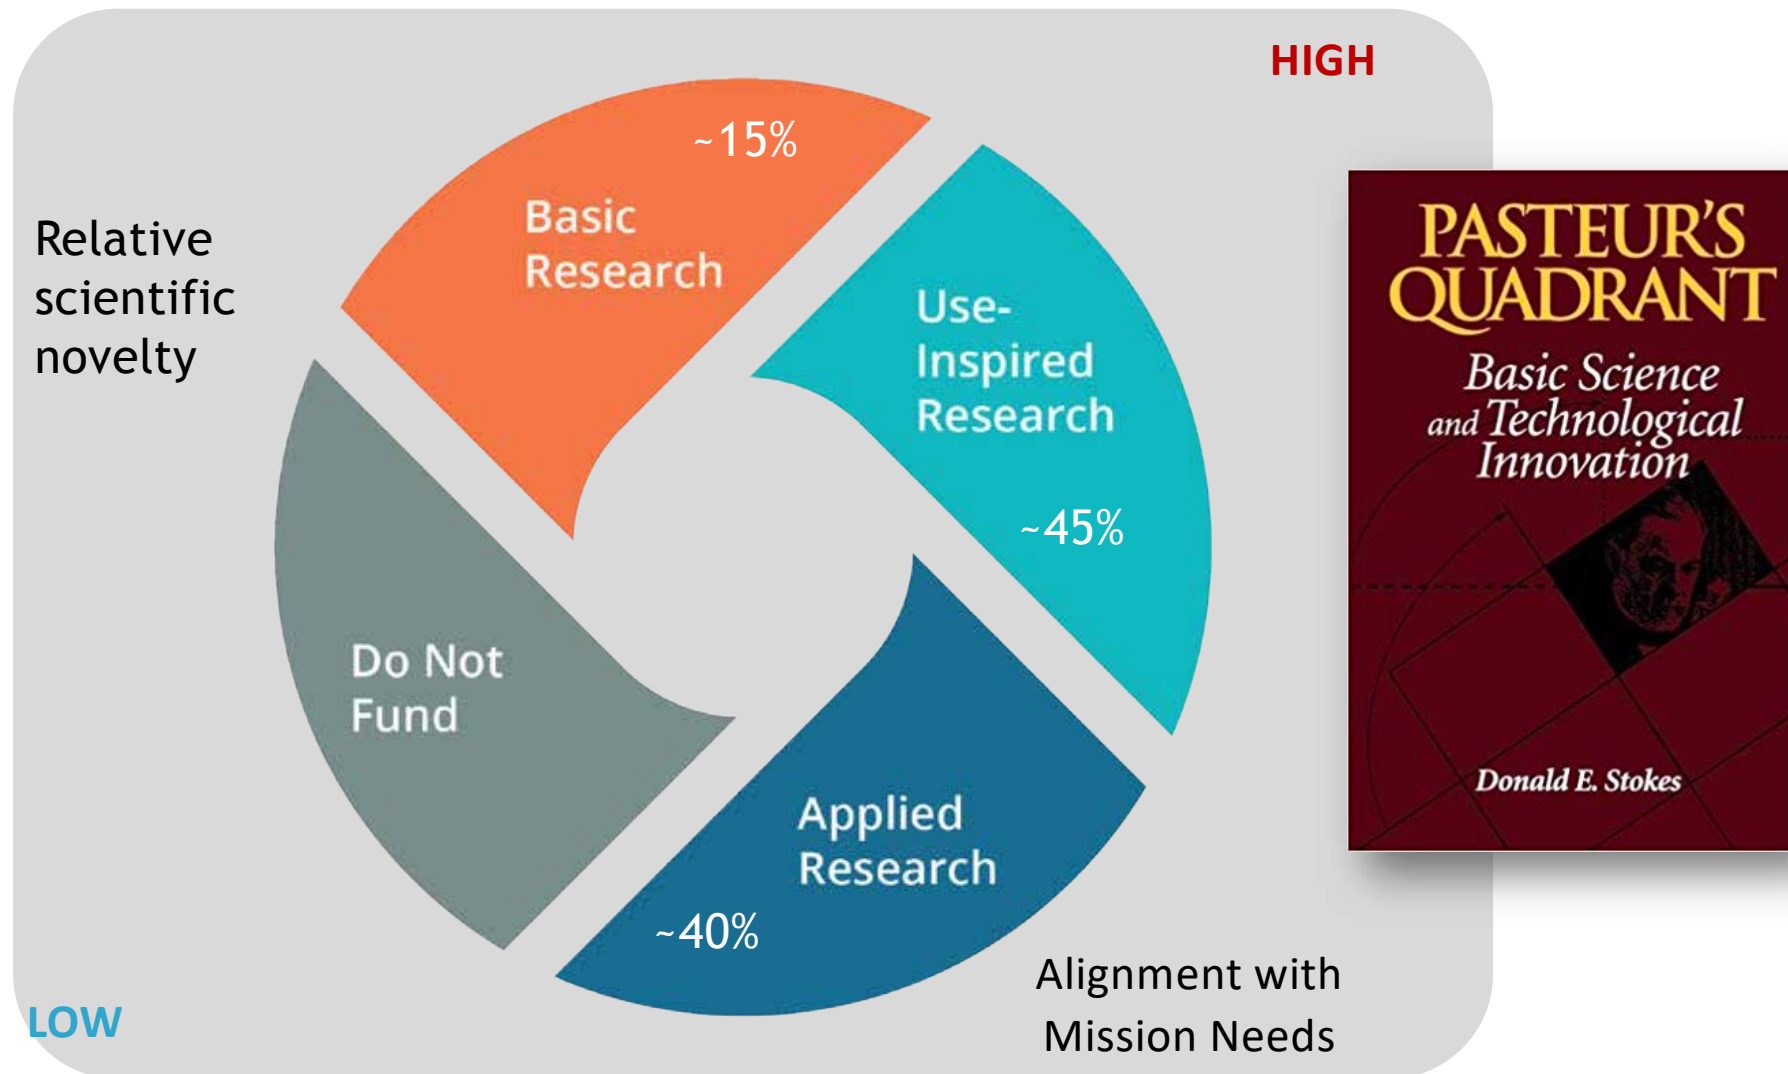 HIGH
~15%
Basic
Research
Relative
scientific
novelty
Use-
Inspired
Research
~45%
Do Not
Fund
Applied
Research
~40%
Alignment with
Mission Needs
LOW
PASTEUR'S
QUADRANT
Basic Science
and Technological
Innovation
Donald E. Stokes